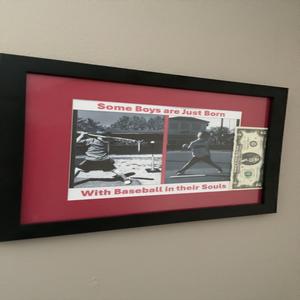 Some Boys are Just Born
With Baseball in their Souls